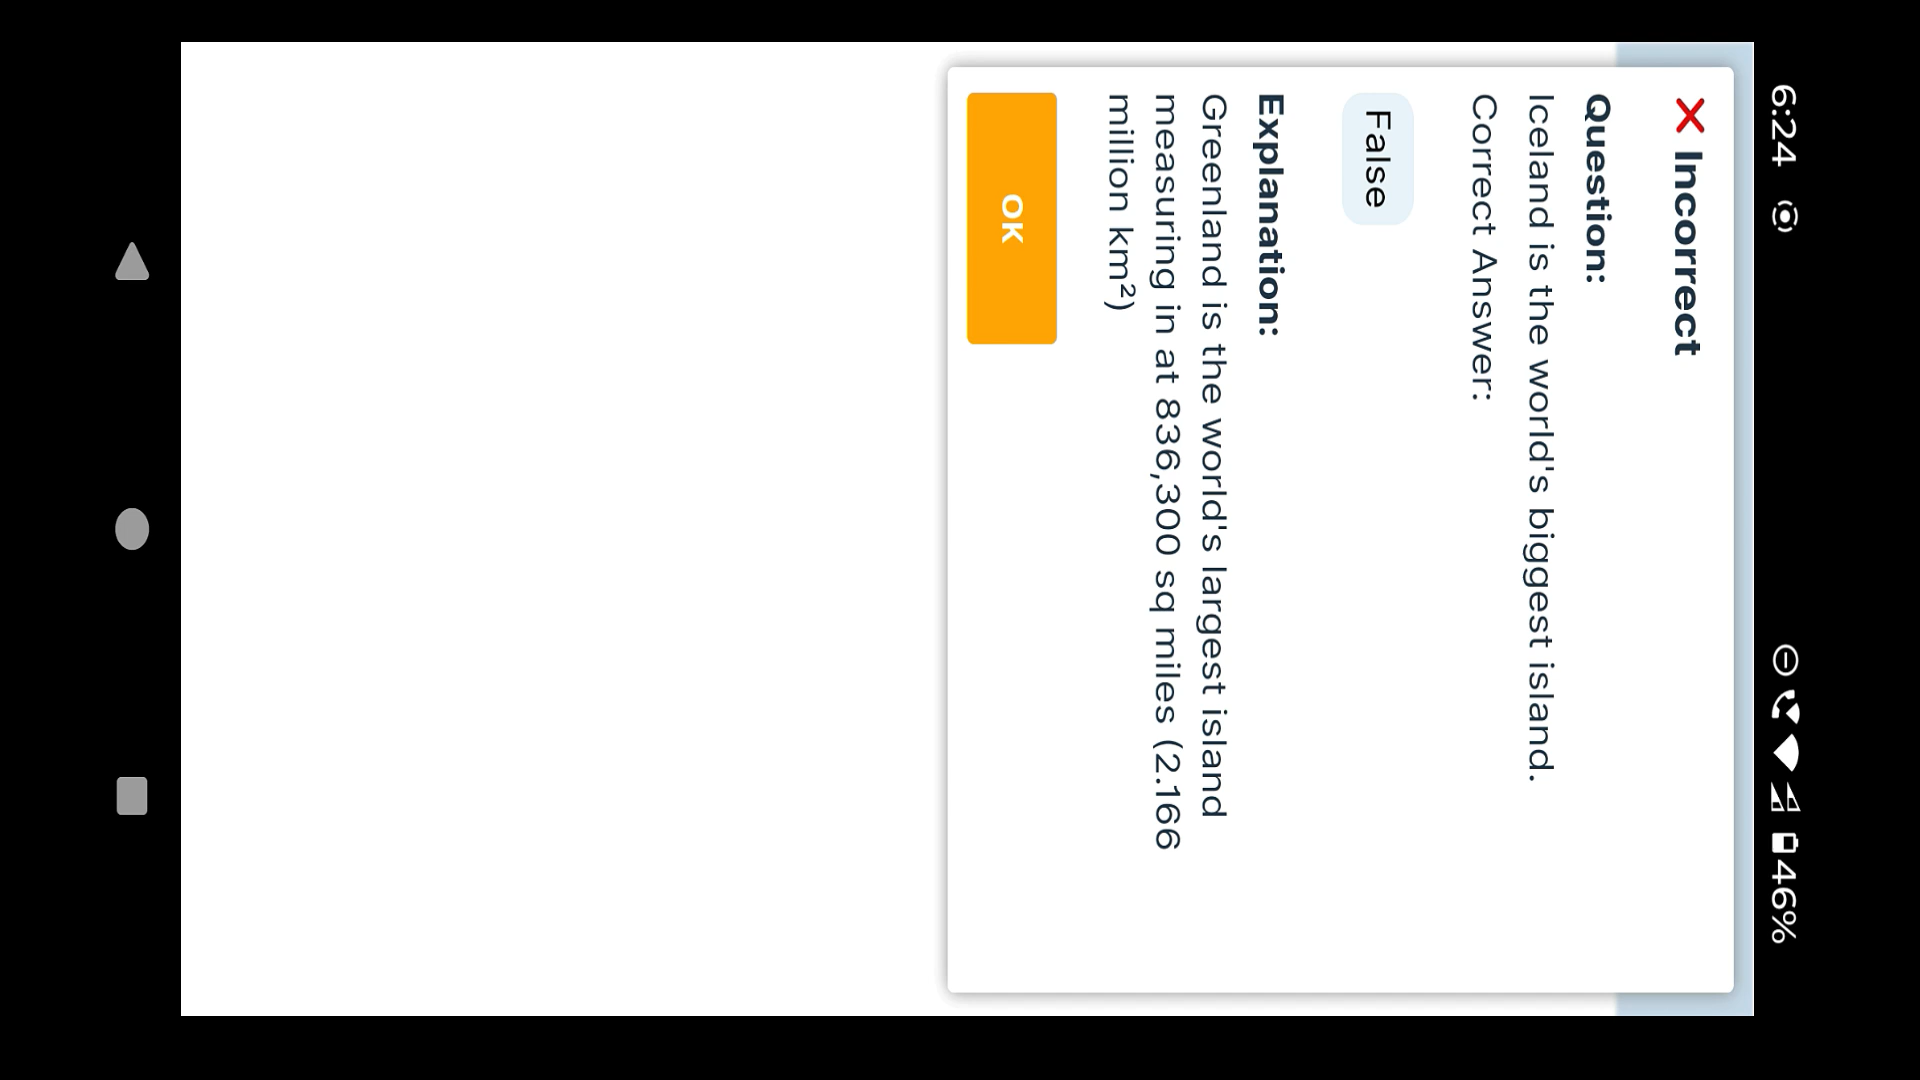 6:24
46%
Incorrect
Question:
Iceland is the world's biggest island.
Correct Answer:
False
Explanation:
Greenland is the world's largest island
measuring in at 836,300 sq miles (2.166
million km²)
OK